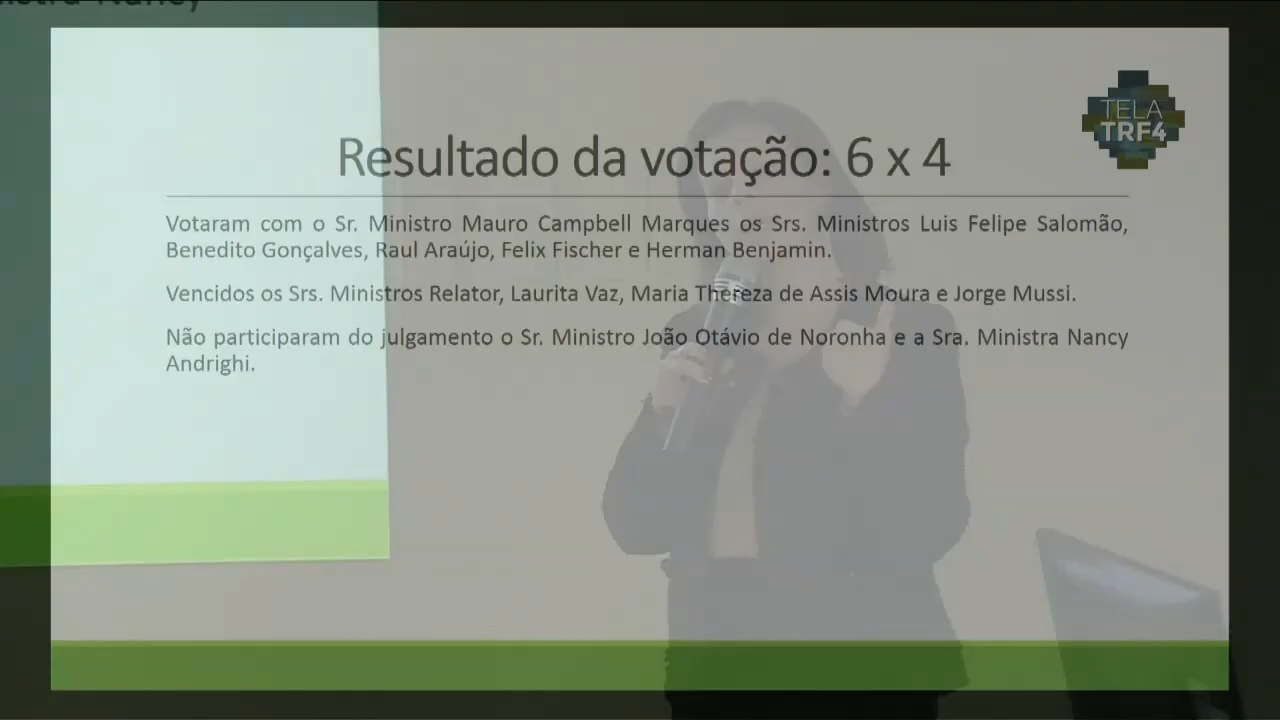 TELA
TRF4
Resultado da votação: 6 x 4
Votaram com o Sr. Ministro Mauro Campbell Marques os Srs. Ministros Luis Felipe Salomão,
Benedito Gonçalves, Raul Araújo, Felix Fischer e Herman Benjamin.
Vencidos os Srs. Ministros Relator, Laurita Vaz, Maria Thereza de Assis Moura e Jorge Mussi.
Não participaram do julgamento o Sr. Ministro João Otávio de Noronha e a Sra. Ministra Nancy
Andrighi.